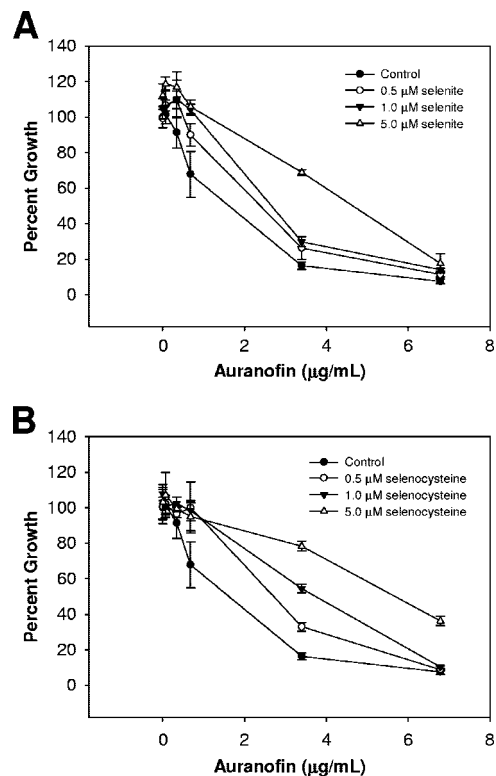 A
140
120
100
80
60
40
20
0
Percent Growth
Control
0.5 µM selenite
1.0 µM selenite
5.0 µM selenite
0 2 4 6 8
Auranofin (µg/mL)
B
140
120
100
80
60
40
20
0
Percent Growth
Control
0.5 µM selenocysteine
1.0 µM selenocysteine
5.0 µM selenocysteine
0 2 4 6 8
Auranofin (µg/mL)